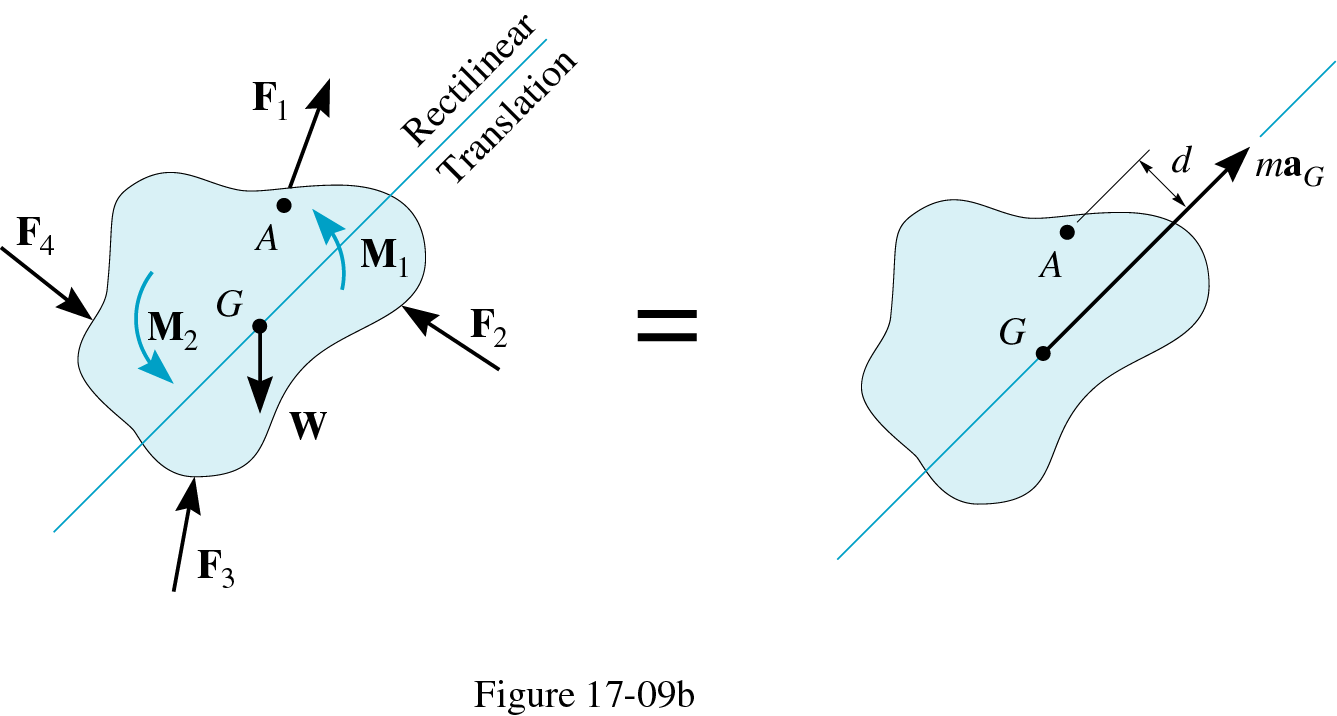 Rectilinear
Translation
F₁
A
M₁
F₄
G
M₂
F₂
W
F₃
=
d
maG
A
G
Figure 17-09b